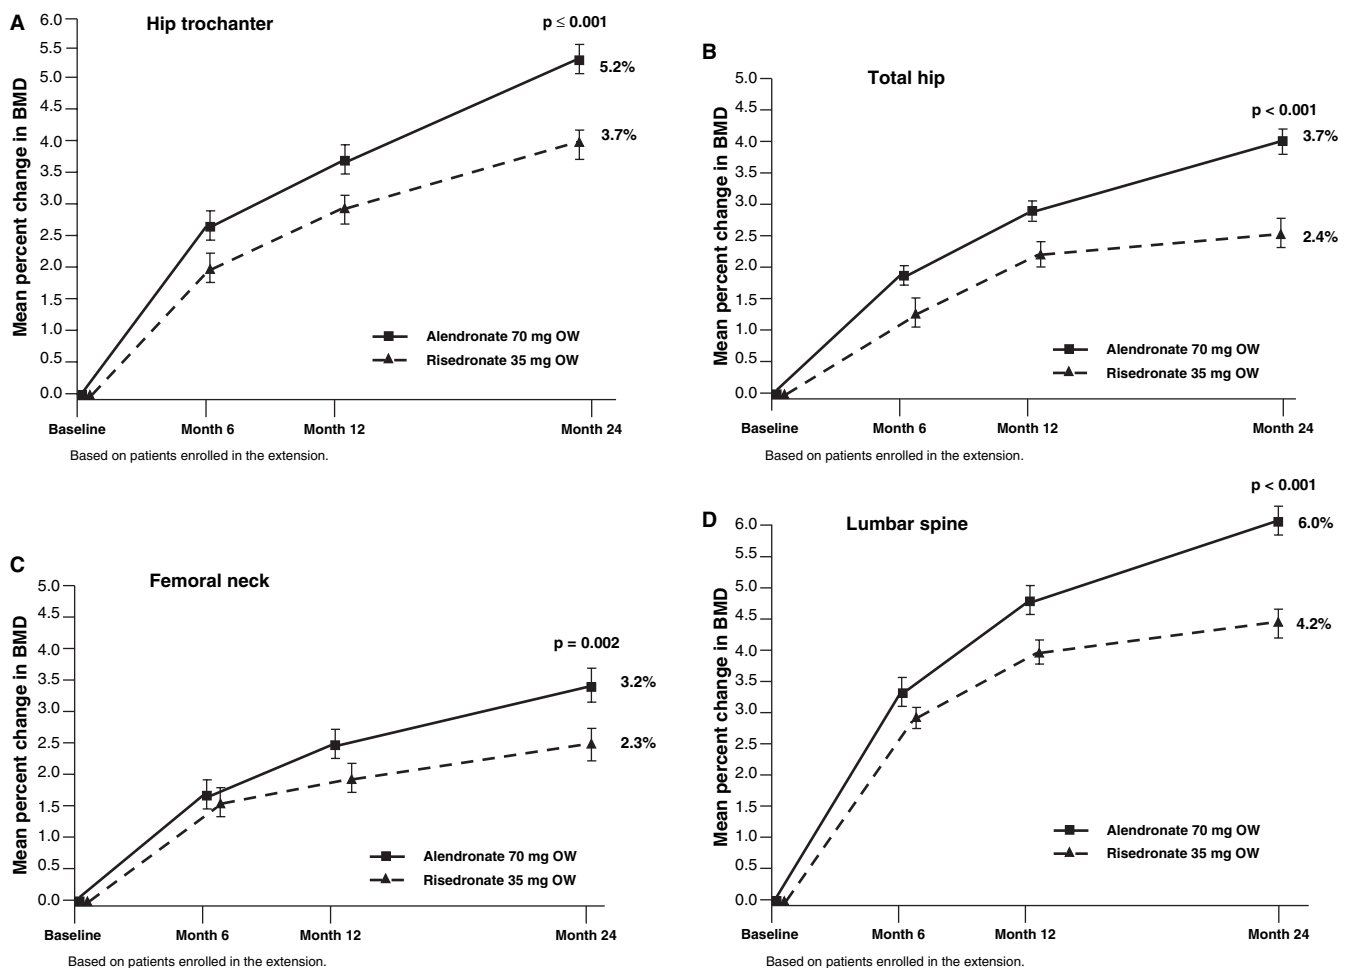 A
Hip trochanter
p ≤ 0.001
Mean percent change in BMD
6.0
5.5
5.0
4.5
4.0
3.5
3.0
2.5
2.0
1.5
1.0
0.5
0.0
5.2%
3.7%
Alendronate 70 mg OW
Risedronate 35 mg OW
Baseline Month 6 Month 12 Month 24
Based on patients enrolled in the extension.
B
Total hip
p < 0.001
Mean percent change in BMD
5.0
4.5
4.0
3.5
3.0
2.5
2.0
1.5
1.0
0.5
0.0
3.7%
2.4%
Alendronate 70 mg OW
Risedronate 35 mg OW
Baseline Month 6 Month 12 Month 24
Based on patients enrolled in the extension.
C
Femoral neck
p = 0.002
Mean percent change in BMD
5.0
4.5
4.0
3.5
3.0
2.5
2.0
1.5
1.0
0.5
0.0
3.2%
2.3%
Alendronate 70 mg OW
Risedronate 35 mg OW
Baseline Month 6 Month 12 Month 24
Based on patients enrolled in the extension.
D
Lumbar spine
p < 0.001
Mean percent change in BMD
6.0
5.5
5.0
4.5
4.0
3.5
3.0
2.5
2.0
1.5
1.0
0.5
0.0
6.0%
4.2%
Alendronate 70 mg OW
Risedronate 35 mg OW
Baseline Month 6 Month 12 Month 24
Based on patients enrolled in the extension.